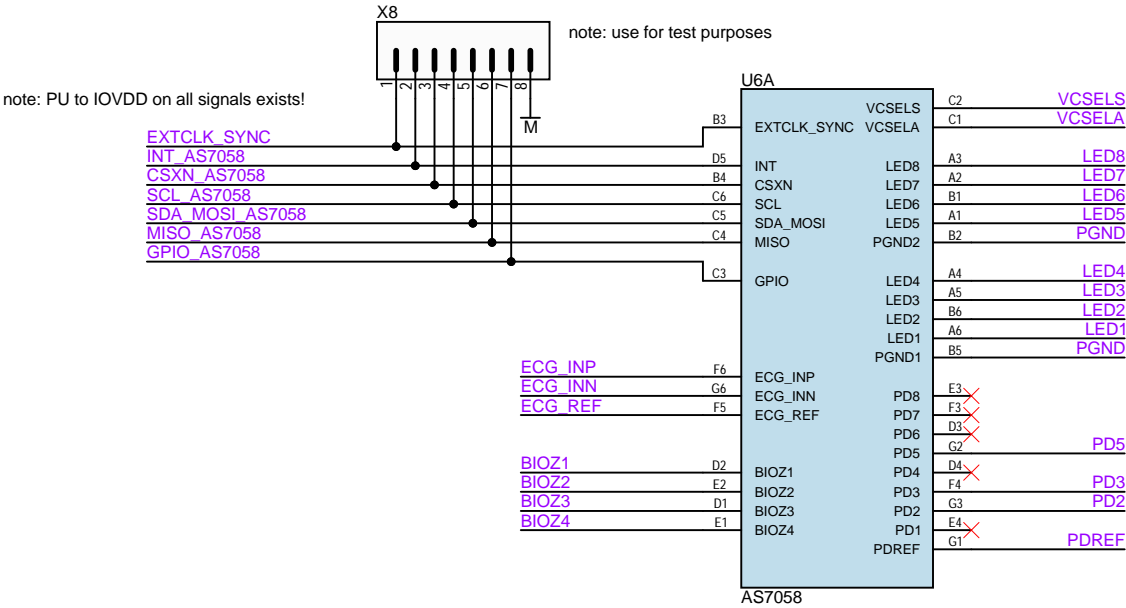 X8
note: use for test purposes
1 2 3 4 5 6 7 8
note: PU to IOVDD on all signals exists!
M
U6A
EXTCLK_SYNC
INT_AS7058
CSXN_AS7058
SCL_AS7058
SDA_MOSI_AS7058
MISO_AS7058
GPIO_AS7058
B3 EXTCLK_SYNC
D5 INT
B4 CSXN
C6 SCL
C5 SDA_MOSI
C4 MISO
C3 GPIO
ECG_INP F6 ECG_INP
ECG_INN G6 ECG_INN
ECG_REF F5 ECG_REF
BIOZ1 D2 BIOZ1
BIOZ2 E2 BIOZ2
BIOZ3 D1 BIOZ3
BIOZ4 E1 BIOZ4
VCSELS C2 VCSELS
VCSELA C1 VCSELA
LED8 A3 LED8
LED7 A2 LED7
LED6 B1 LED6
LED5 A1 LED5
PGND2 B2 PGND
LED4 A4 LED4
LED3 A5 LED3
LED2 B6 LED2
LED1 A6 LED1
PGND1 B5 PGND
PD8 E3
PD7 F3
PD6 D3
PD5 G2 PD5
PD4 D4
PD3 F4 PD3
PD2 G3 PD2
PD1 E4
PDREF G1 PDREF
AS7058